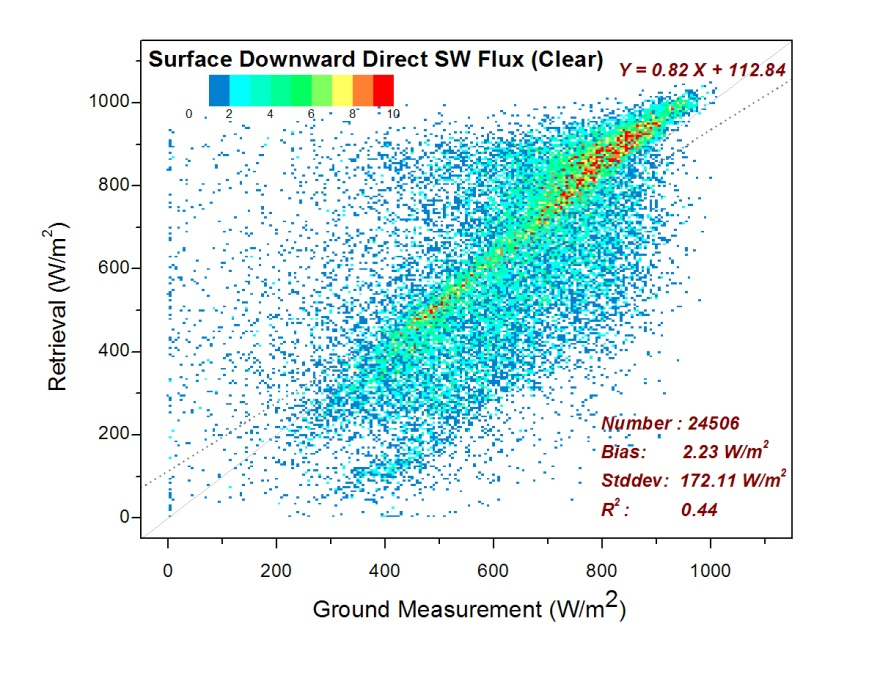 Surface Downward Direct SW Flux (Clear)
Y = 0.82 X + 112.84
0 2 4 6 8 10
1000
800
600
400
200
0
Retrieval (W/m²)
Number : 24506
Bias: 2.23 W/m²
Stddev: 172.11 W/m²
R² : 0.44
0 200 400 600 800 1000
Ground Measurement (W/m²)